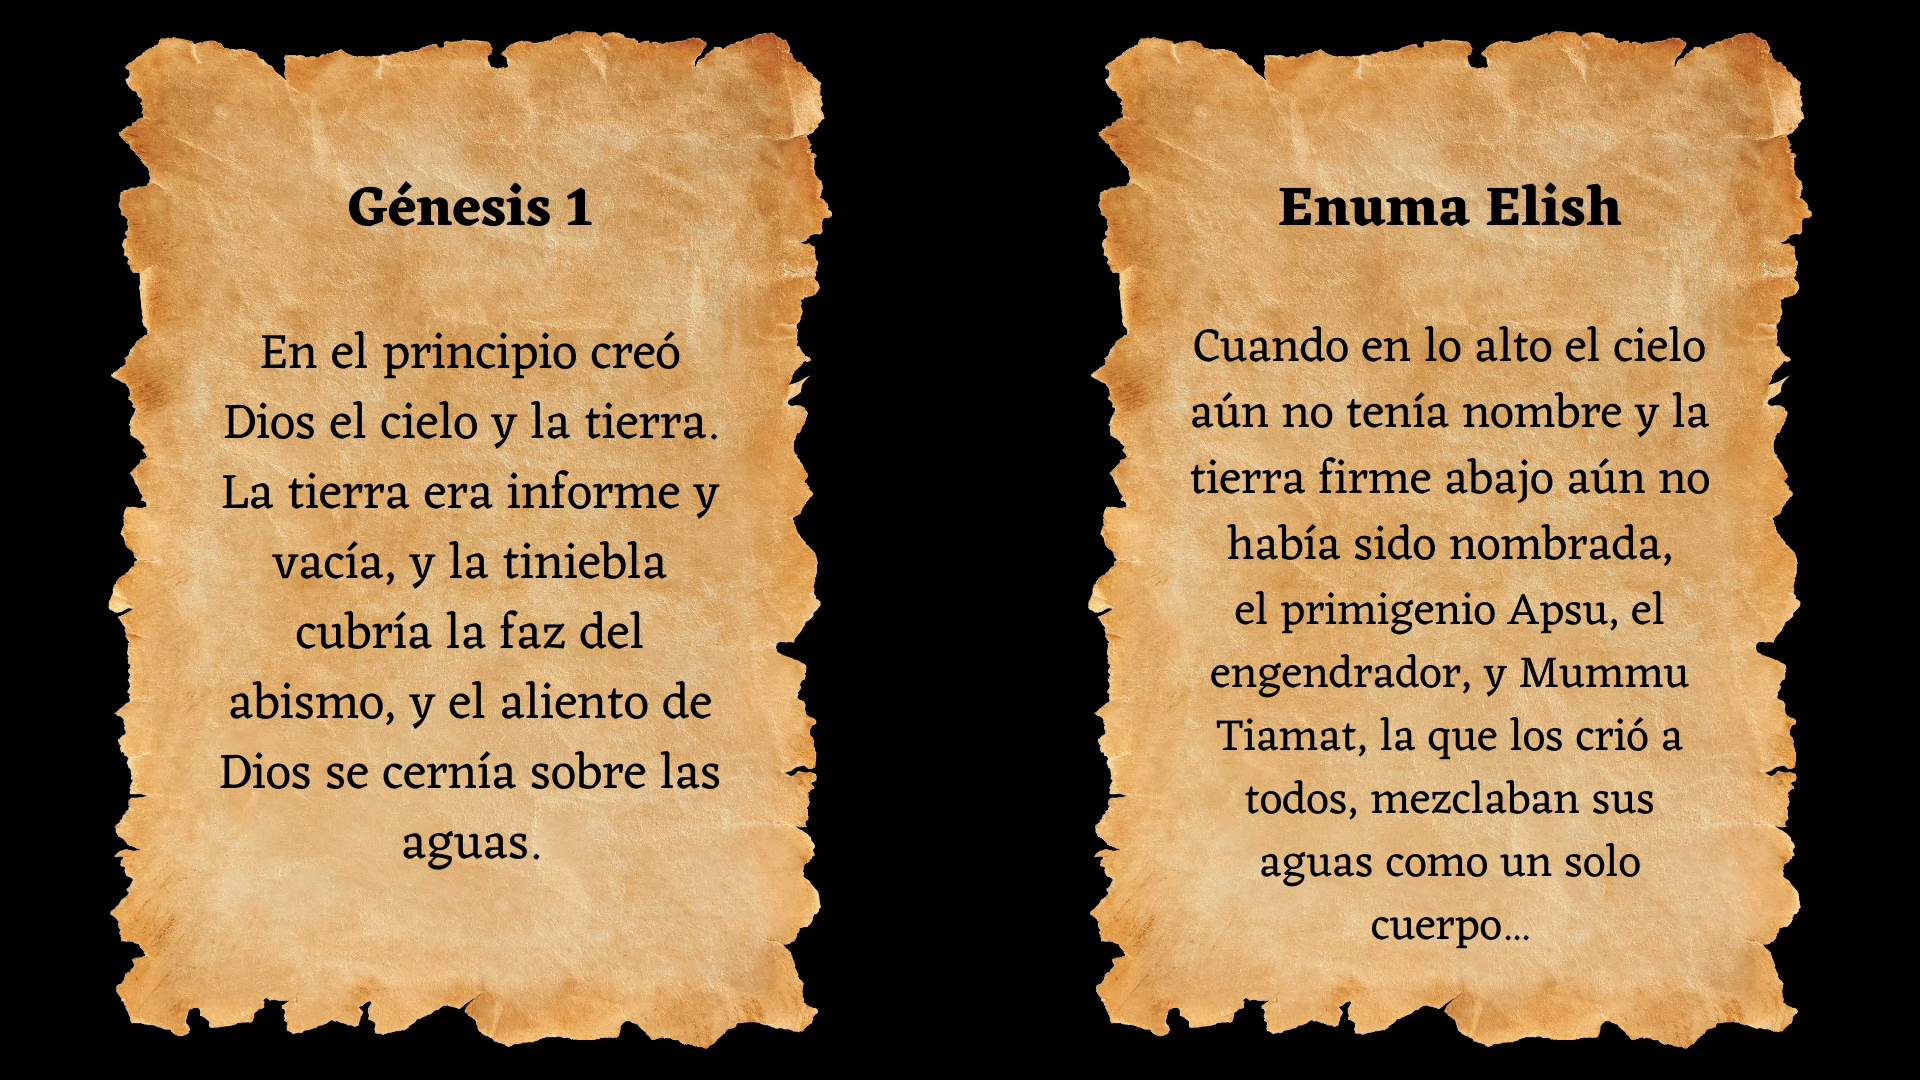 Génesis 1
En el principio creó
Dios el cielo y la tierra.
La tierra era informe y
vacía, y la tiniebla
cubría la faz del
abismo, y el aliento de
Dios se cernía sobre las
aguas.
Enuma Elish
Cuando en lo alto el cielo
aún no tenía nombre y la
tierra firme abajo aún no
había sido nombrada,
el primigenio Apsu, el
engendrador, y Mummu
Tiamat, la que los crió a
todos, mezclaban sus
aguas como un solo
cuerpo...